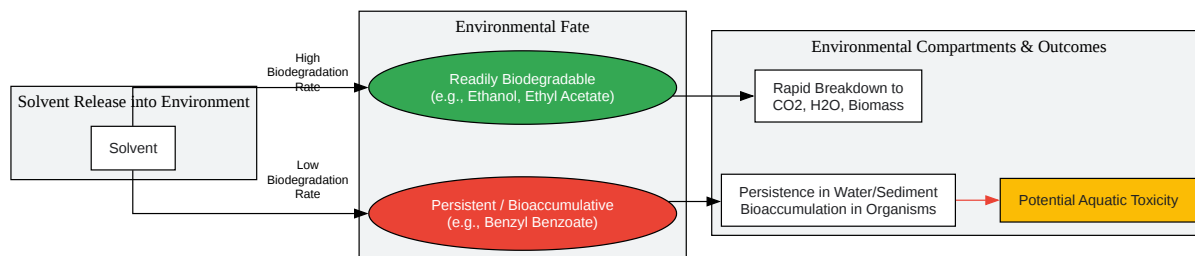 Solvent Release into Environment
Solvent
High
Biodegradation
Rate
Low
Biodegradation
Rate
Environmental Fate
Readily Biodegradable
(e.g., Ethanol, Ethyl Acetate)
Persistent / Bioaccumulative
(e.g., Benzyl Benzoate)
Environmental Compartments & Outcomes
Rapid Breakdown to
CO2, H2O, Biomass
Persistence in Water/Sediment
Bioaccumulation in Organisms
Potential Aquatic Toxicity